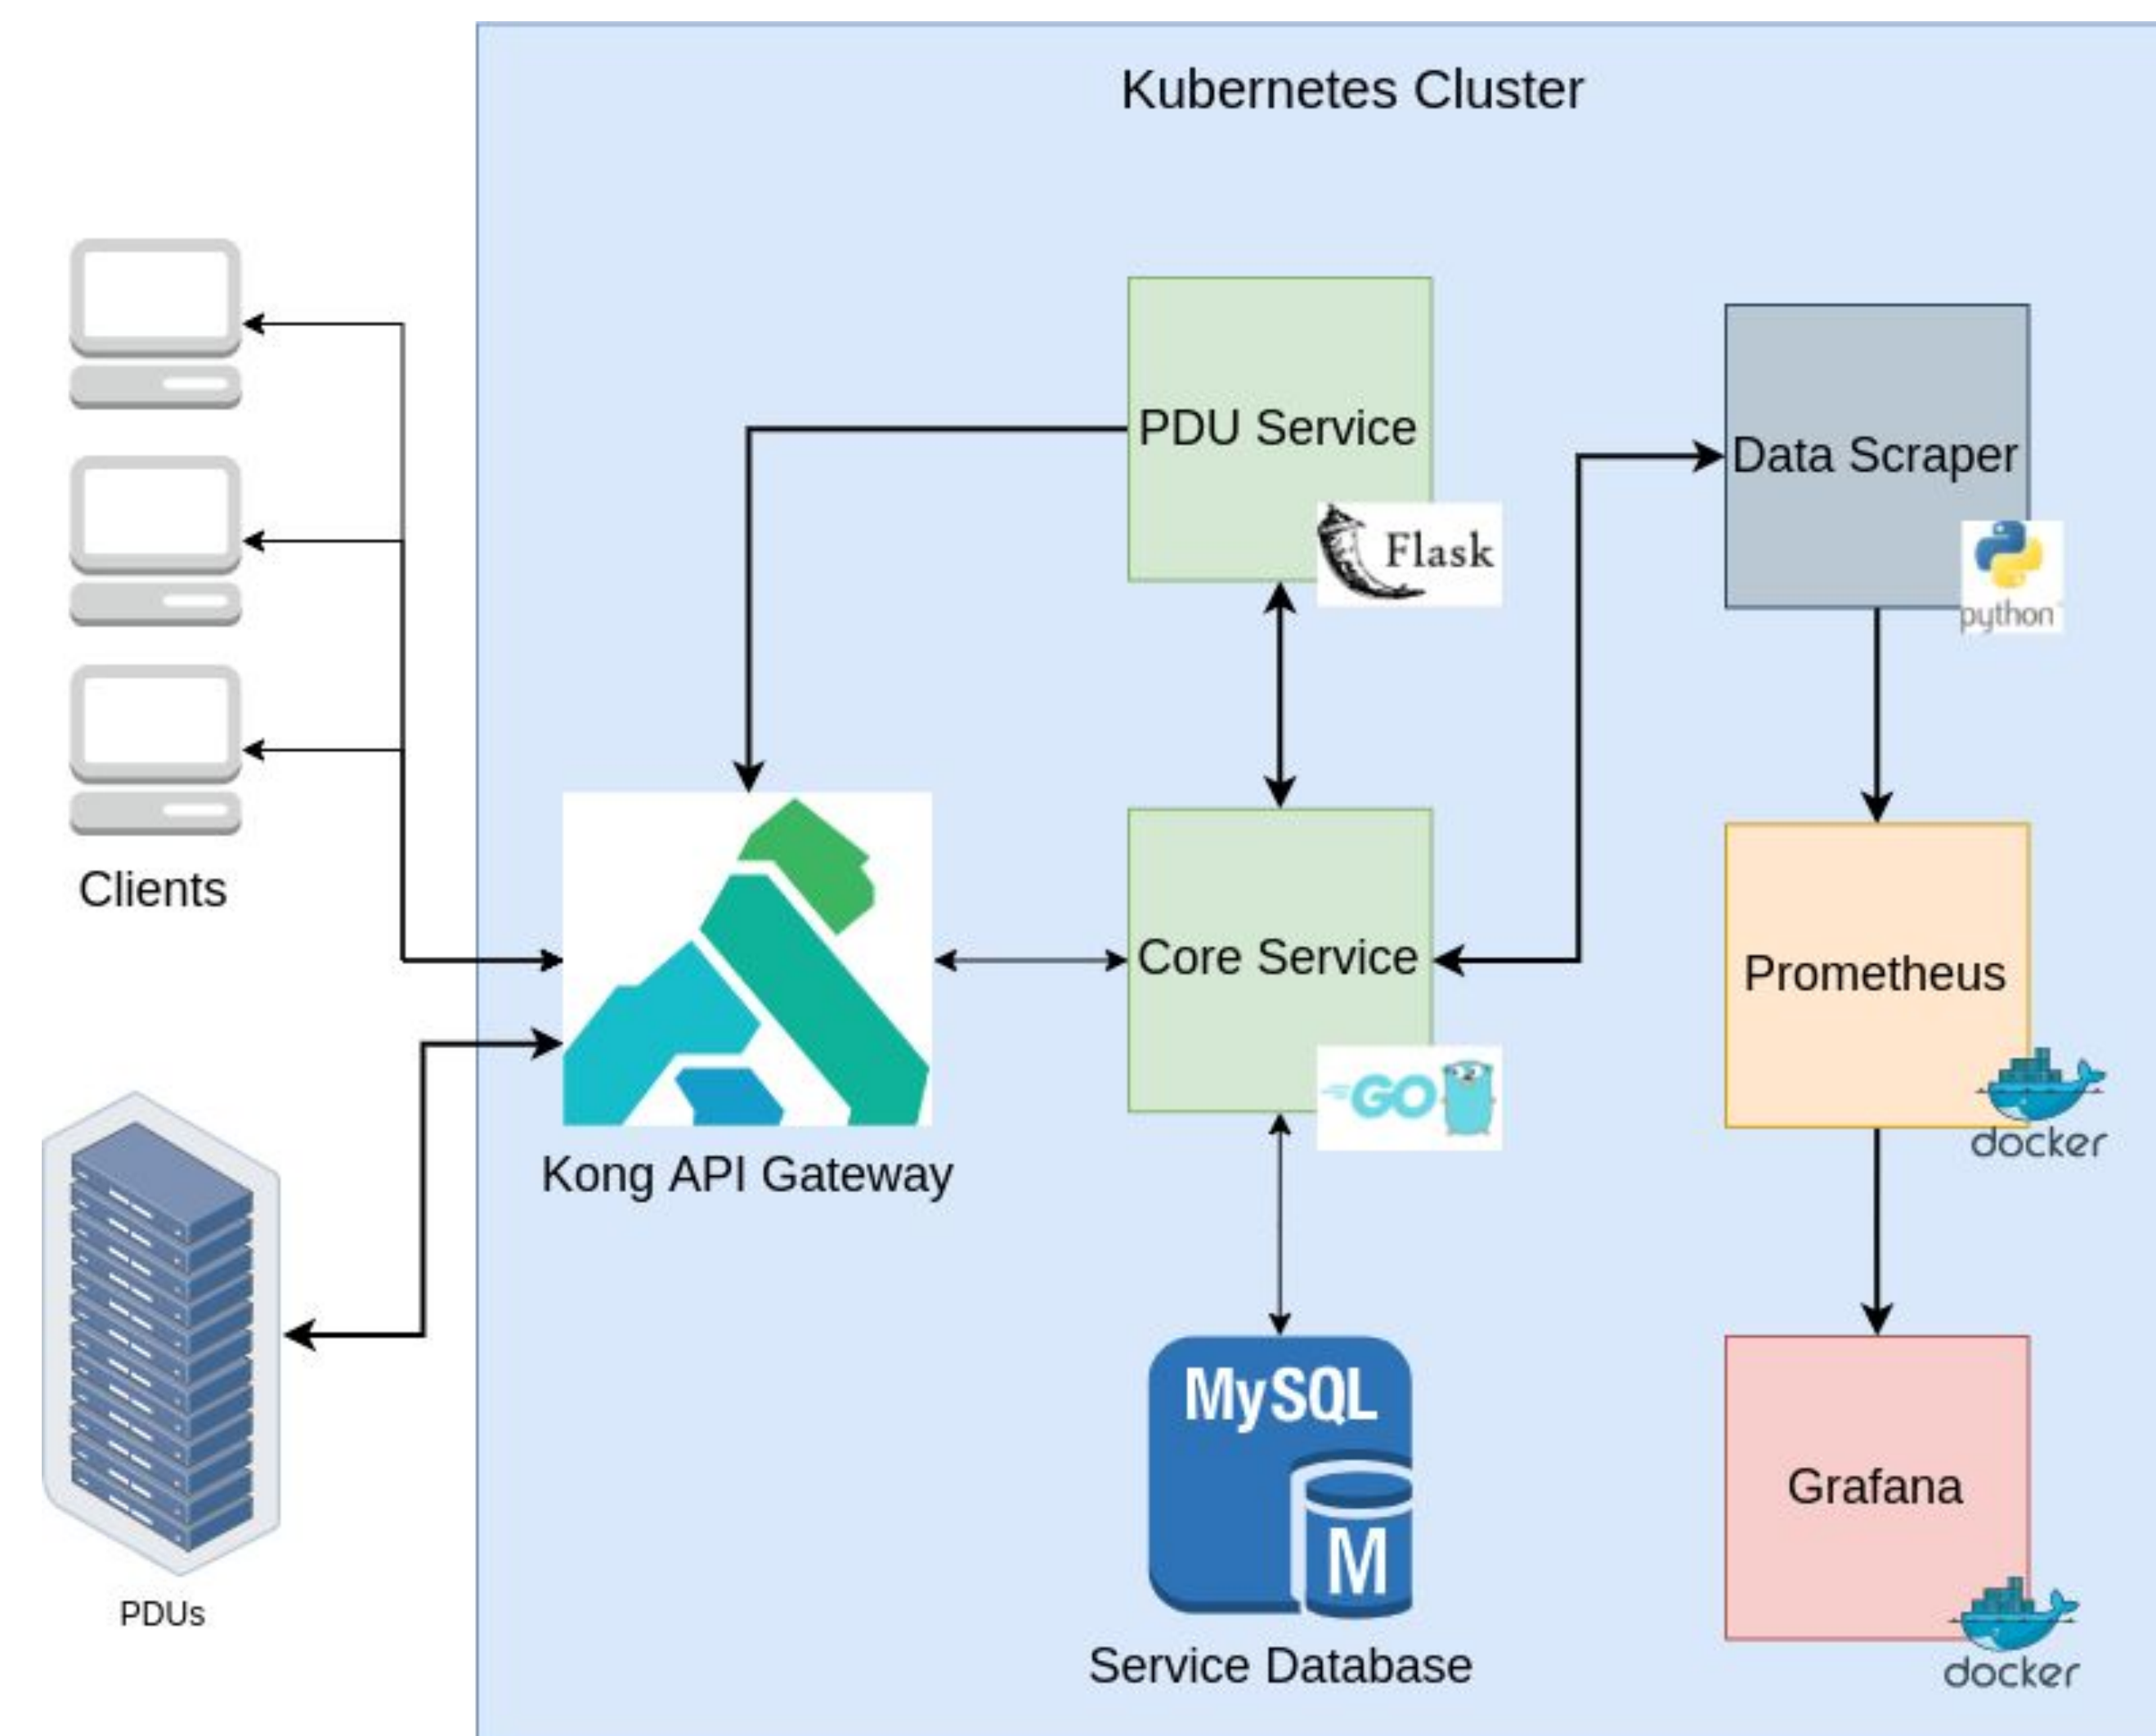 Kubernetes Cluster
PDU Service
Flask
Data Scraper
python
Clients
Core Service
GO
Prometheus
docker
Kong API Gateway
MySQL
M
Grafana
docker
PDUs
Service Database